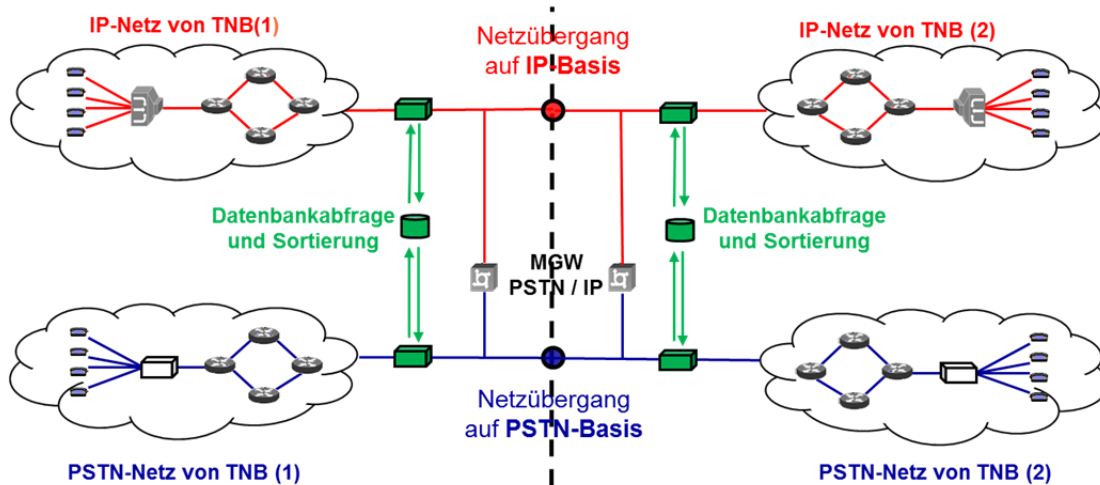 IP-Netz von TNB(1)
Netzübergang
auf IP-Basis
IP-Netz von TNB (2)
Datenbankabfrage
und Sortierung
Datenbankabfrage
und Sortierung
MGW
PSTN / IP
Netzübergang
auf PSTN-Basis
PSTN-Netz von TNB (1)
PSTN-Netz von TNB (2)